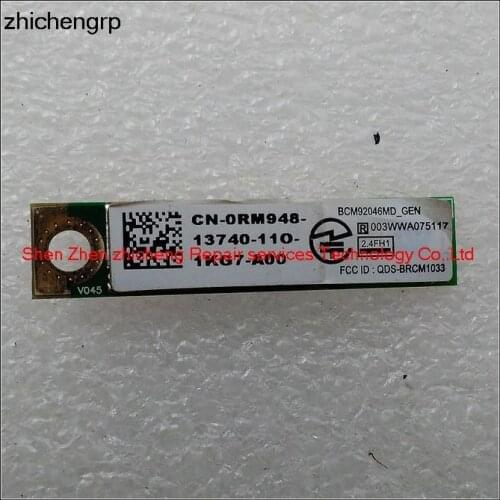 zhichengrp
CN-0RM948-
13740-11O-
1KG7-A00
BCM92046MD_GEN
R 003WWA075117
2.4FH1
FCC ID : QDS-BRCM1033
V045
Shen Zhen Zhicheng Repair services Technology Co.,Ltd